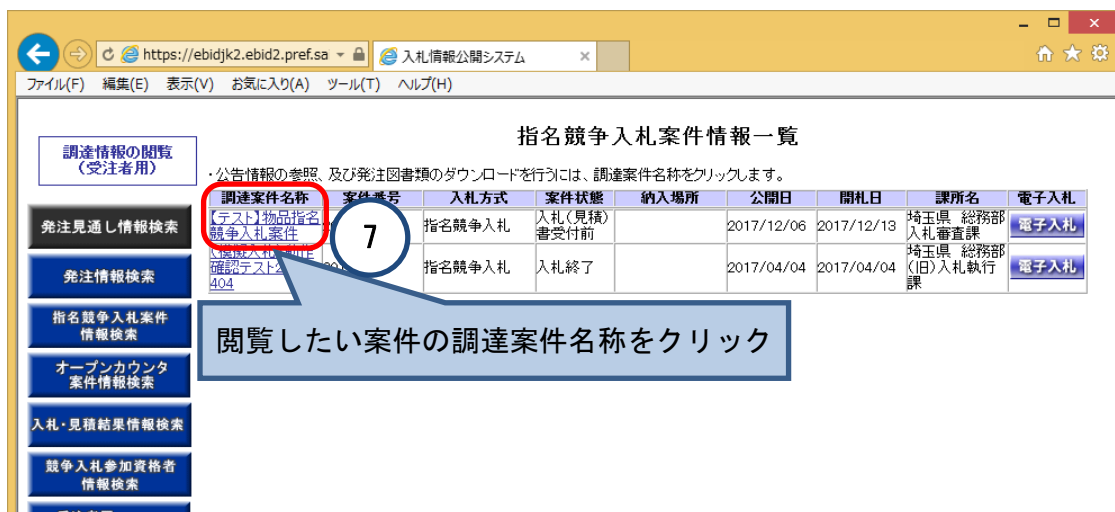 https://ebidjk2.ebid2.pref.sa
入札情報公開システム
ファイル(F) 編集(E) 表示(V) お気に入り(A) ツール(T) ヘルプ(H)
指名競争入札案件情報一覧
調達情報の閲覧
(受注者用)
・公告情報の参照、及び発注図書類のダウンロードを行うには、調達案件名称をクリックします。
調達案件名称 案件番号 入札方式 案件状態 納入場所 公開日 開札日 課所名 電子入札
【テスト】物品指名
競争入札案件
指名競争入札
入札(見積)
書受付前
2017/12/06 2017/12/13
埼玉県 総務部
入札審査課
電子入札
7
確認テスト2
404
指名競争入札 入札終了 2017/04/04 2017/04/04
埼玉県 総務部
(旧)入札執行
課
電子入札
閲覧したい案件の調達案件名称をクリック
発注見通し情報検索
発注情報検索
指名競争入札案件
情報検索
オープンカウンタ
案件情報検索
入札・見積結果情報検索
競争入札参加資格者
情報検索